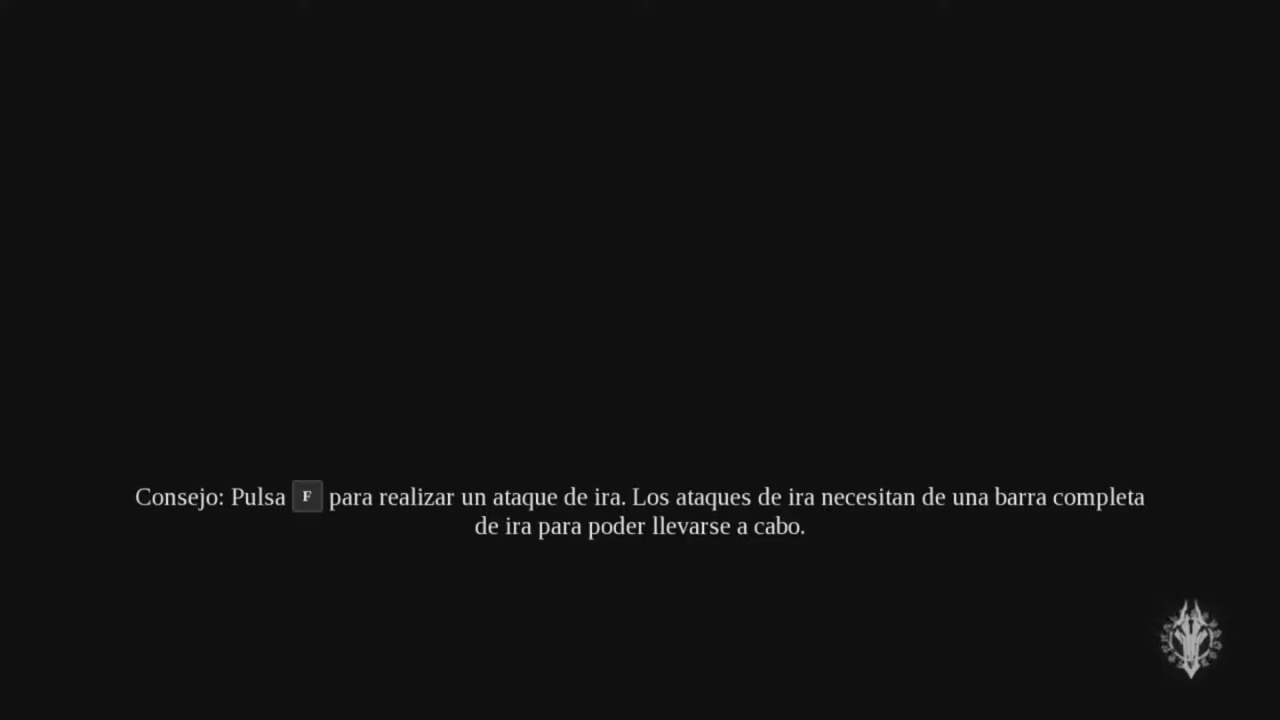 Consejo: Pulsa F para realizar un ataque de ira. Los ataques de ira necesitan de una barra completa
de ira para poder llevarse a cabo.